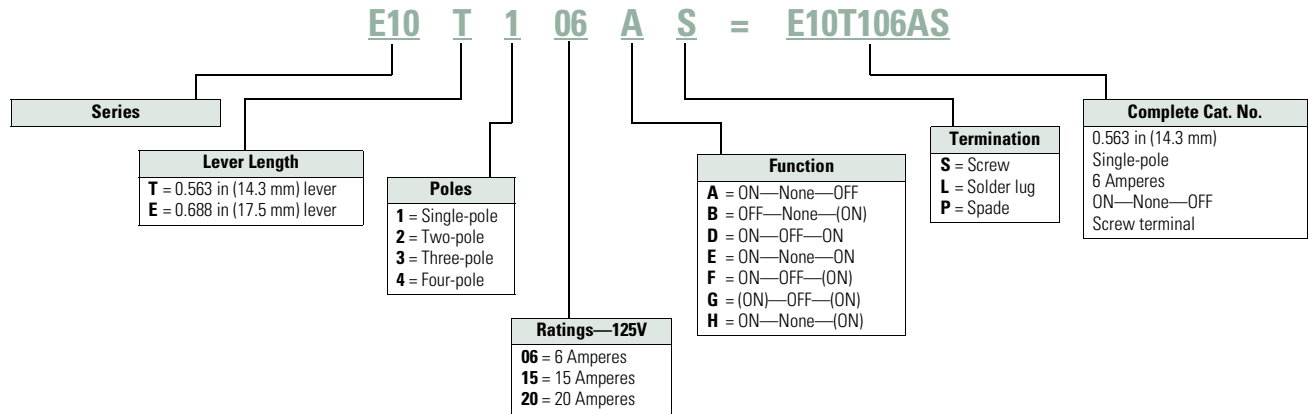 E10 T 1 06 A S = E10T106AS
Series
Lever Length
T = 0.563 in (14.3 mm) lever
E = 0.688 in (17.5 mm) lever
Poles
1 = Single-pole
2 = Two-pole
3 = Three-pole
4 = Four-pole
Ratings—125V
06 = 6 Amperes
15 = 15 Amperes
20 = 20 Amperes
Function
A = ON—None—OFF
B = OFF—None—(ON)
D = ON—OFF—ON
E = ON—None—ON
F = ON—OFF—(ON)
G = (ON)—OFF—(ON)
H = ON—None—(ON)
Termination
S = Screw
L = Solder lug
P = Spade
Complete Cat. No.
0.563 in (14.3 mm)
Single-pole
6 Amperes
ON—None—OFF
Screw terminal